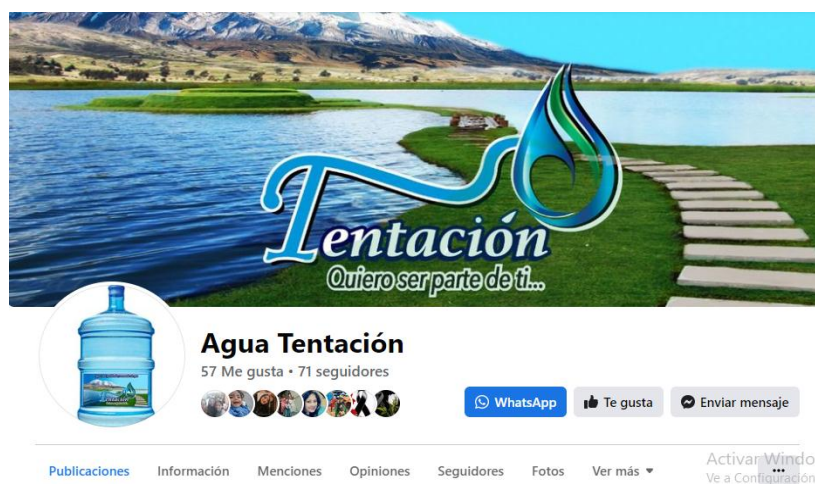 Tentación
Quiero ser parte de ti...
Tentación
Agua Tentación
57 Me gusta • 71 seguidores
WhatsApp
Te gusta
Enviar mensaje
Publicaciones
Información
Menciones
Opiniones
Seguidores
Fotos
Ver más
Activar Windo
Ve a Configuración